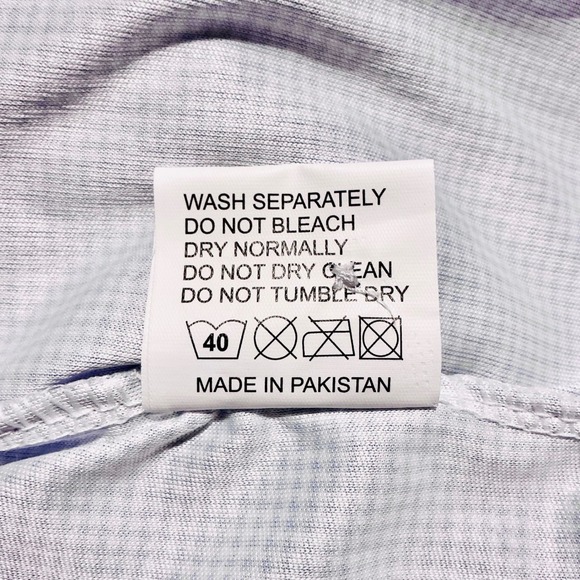 WASH SEPARATELY
DO NOT BLEACH
DRY NORMALLY
DO NOT DRY CLEAN
DO NOT TUMBLE DRY
40
MADE IN PAKISTAN